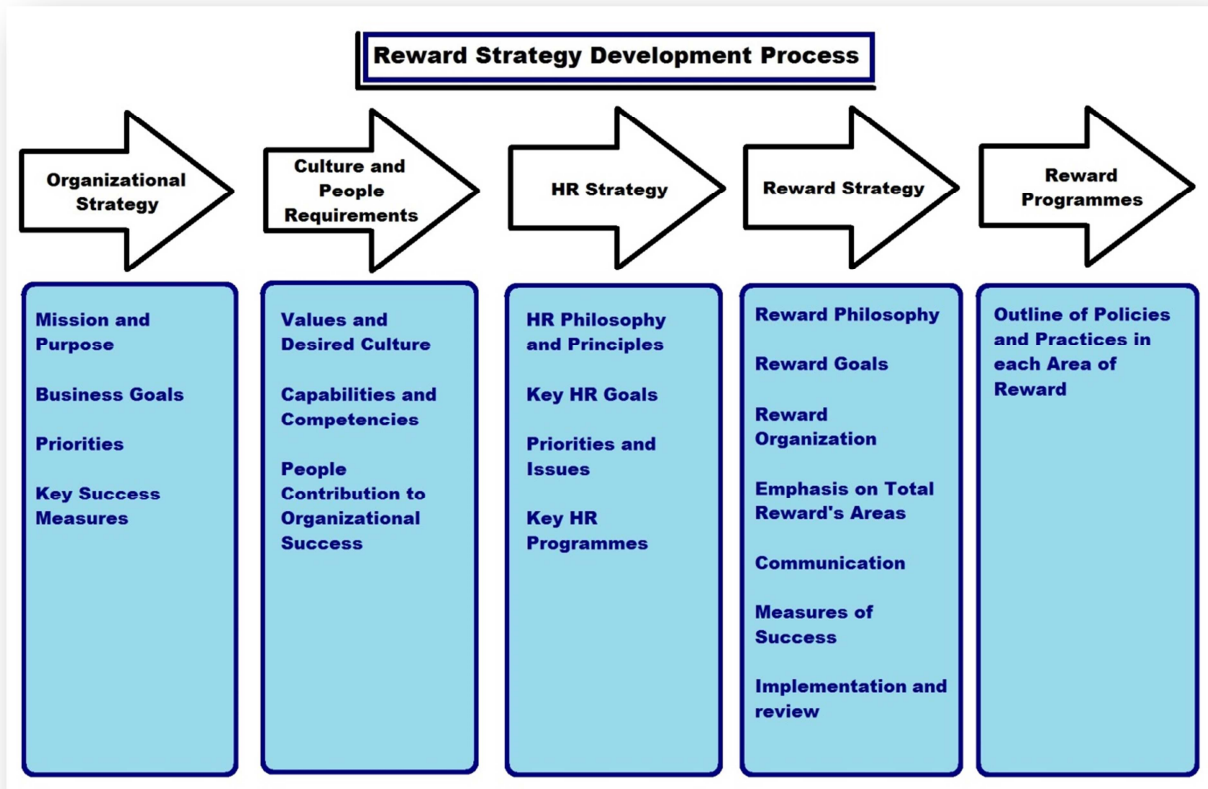 Reward Strategy Development Process
Organizational
Strategy
Culture and
People
Requirements
HR Strategy
Reward Strategy
Reward
Programmes
Mission and
Purpose
Business Goals
Priorities
Key Success
Measures
Values and
Desired Culture
Capabilities and
Competencies
People
Contribution to
Organizational
Success
HR Philosophy
and Principles
Key HR Goals
Priorities and
Issues
Key HR
Programmes
Reward Philosophy
Reward Goals
Reward
Organization
Emphasis on Total
Reward's Areas
Communication
Measures of
Success
Implementation and
review
Outline of Policies
and Practices in
each Area of
Reward